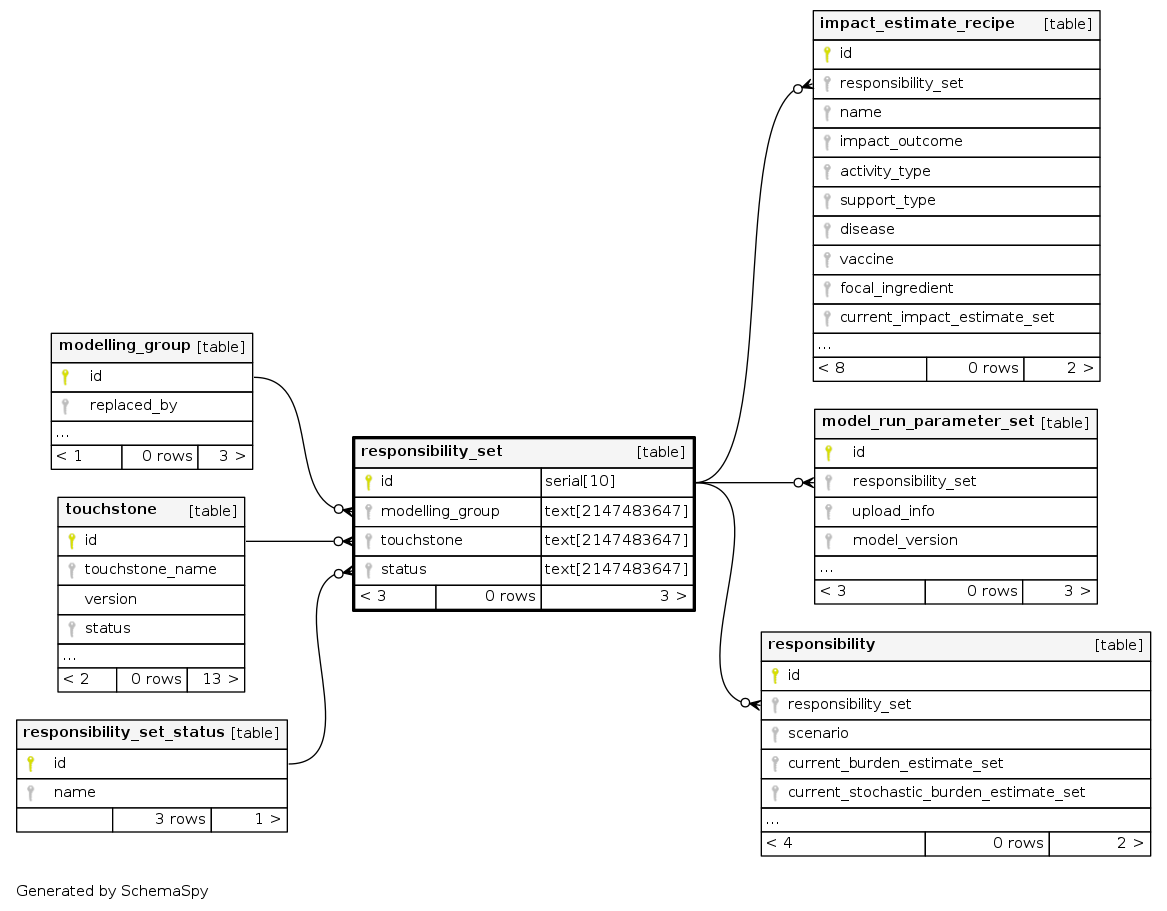 impact_estimate_recipe [table]
id
responsibility_set
name
impact_outcome
activity_type
support_type
disease
vaccine
focal_ingredient
current_impact_estimate_set
...
< 8 0 rows 2 >
modelling_group [table]
id
replaced_by
...
< 1 0 rows 3 >
touchstone [table]
id
touchstone_name
version
status
...
< 2 0 rows 13 >
responsibility_set_status [table]
id
name
3 rows 1 >
responsibility_set [table]
id serial[10]
modelling_group text[2147483647]
touchstone text[2147483647]
status text[2147483647]
< 3 0 rows 3 >
model_run_parameter_set [table]
id
responsibility_set
upload_info
model_version
...
< 3 0 rows 3 >
responsibility [table]
id
responsibility_set
scenario
current_burden_estimate_set
current_stochastic_burden_estimate_set
...
< 4 0 rows 2 >
Generated by SchemaSpy